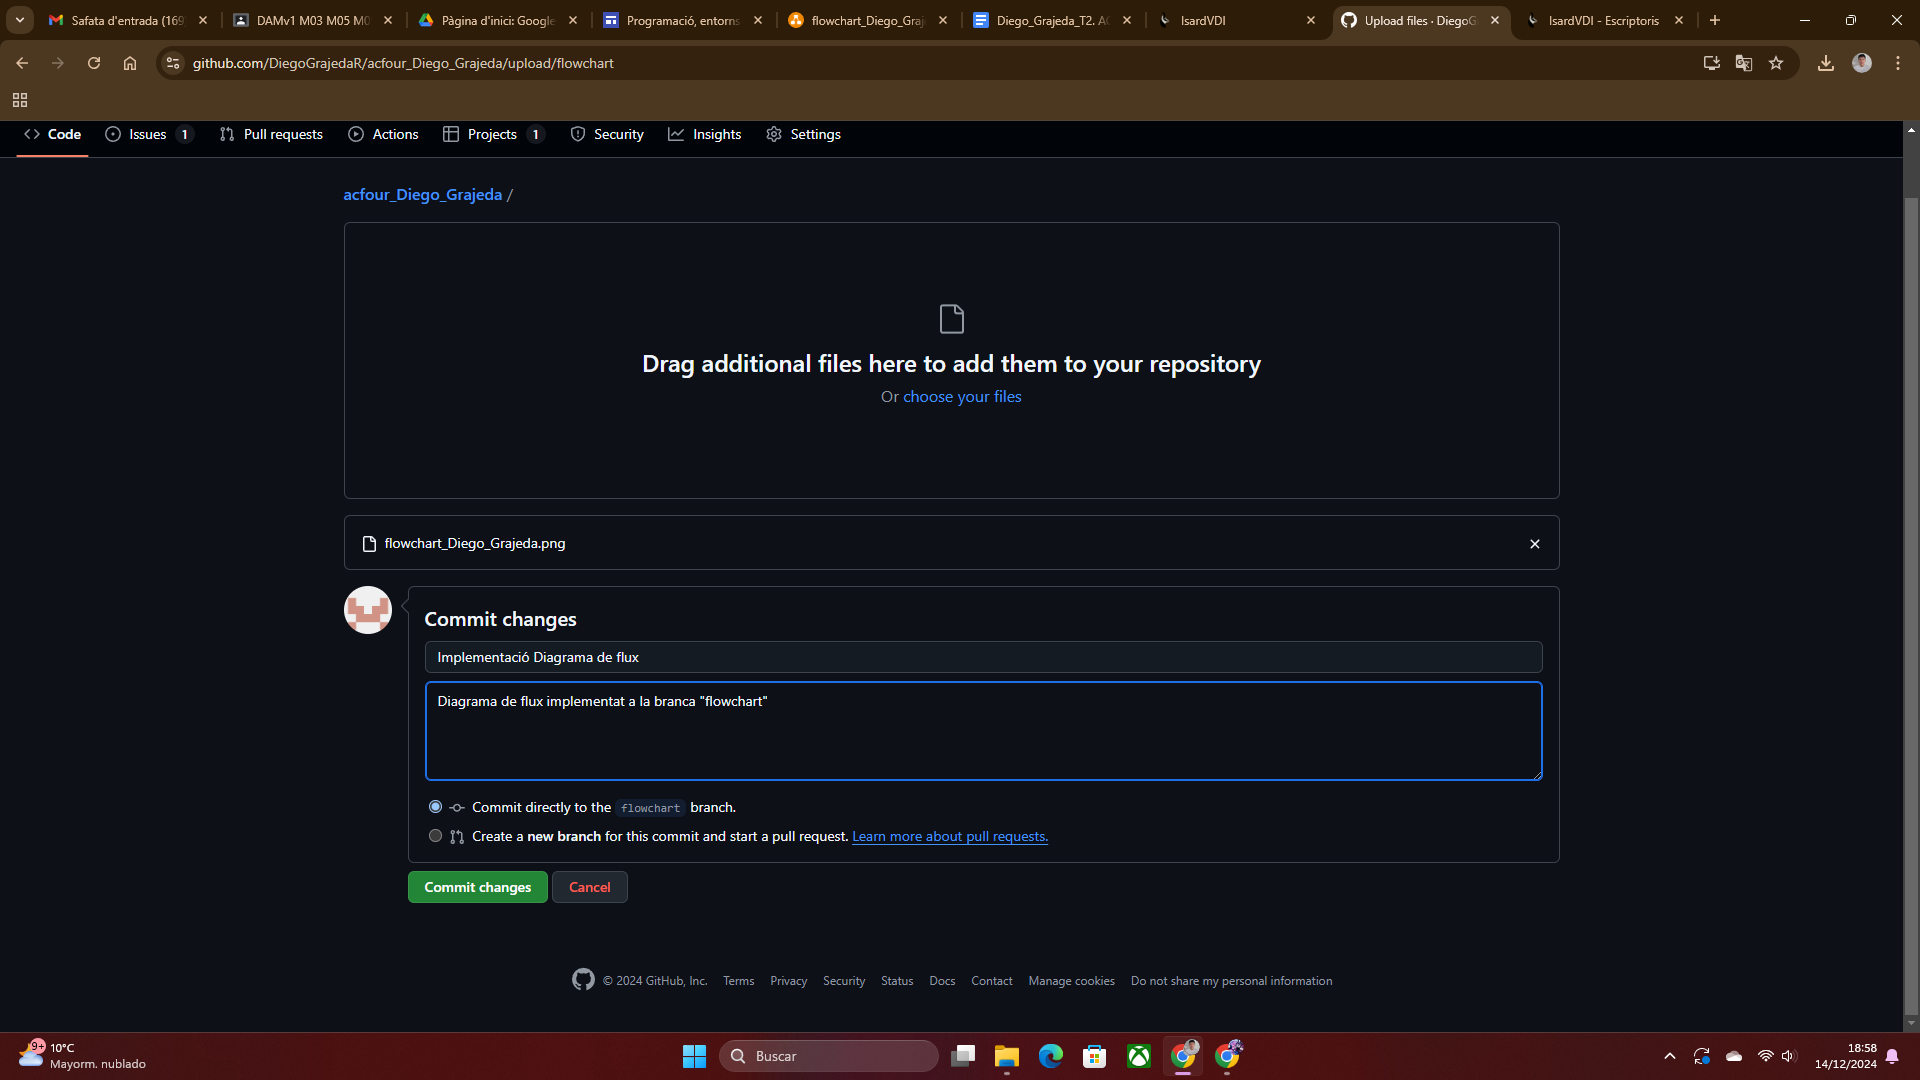 Safata d'entrada (169
DAMv1 M03 M05 M0
Pàgina d'inici: Google
Programació, entorns
flowchart_Diego_Graj
Diego_Grajeda_T2. AC
IsardVDI
Upload files · DiegoG
IsardVDI - Escriptoris
github.com/DiegoGrajedaR/acfour_Diego_Grajeda/upload/flowchart
Code
Issues 1
Pull requests
Actions
Projects 1
Security
Insights
Settings
acfour_Diego_Grajeda /
Drag additional files here to add them to your repository
Or choose your files
flowchart_Diego_Grajeda.png
Commit changes
Implementació Diagrama de flux
Diagrama de flux implementat a la branca "flowchart"
Commit directly to the flowchart branch.
Create a new branch for this commit and start a pull request. Learn more about pull requests.
Commit changes
Cancel
© 2024 GitHub, Inc.
Terms
Privacy
Security
Status
Docs
Contact
Manage cookies
Do not share my personal information
9+
10°C
Mayorm. nublado
Buscar
18:58
14/12/2024